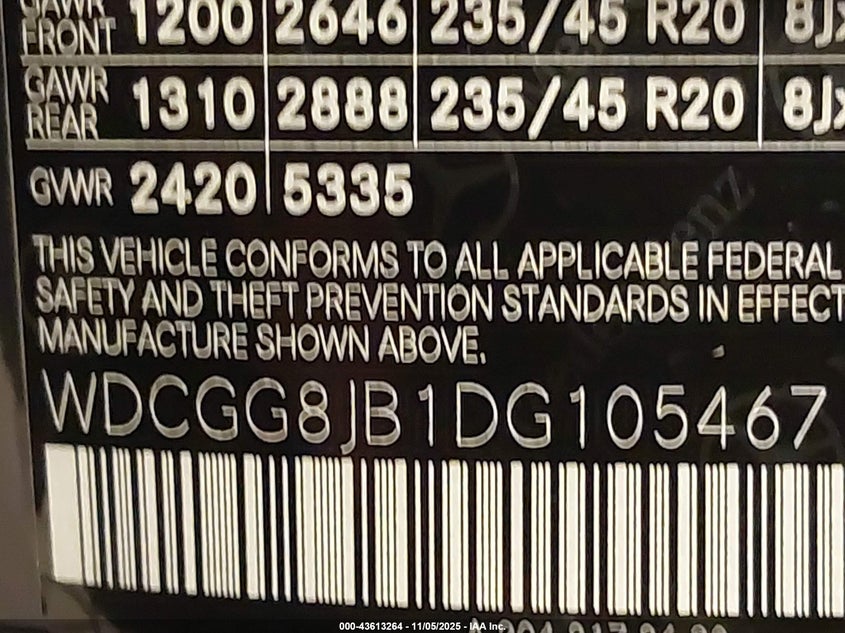 GAWR FRONT 1200 2646 235/45 R20 8Jx
GAWR REAR 1310 2888 235/45 R20 8Jx
GVWR 2420 5335
THIS VEHICLE CONFORMS TO ALL APPLICABLE FEDERAL
SAFETY AND THEFT PREVENTION STANDARDS IN EFFECT
MANUFACTURE SHOWN ABOVE.
WDCGG8JB1DG105467
000-43613264 - 11/05/2025 - IAA Inc.